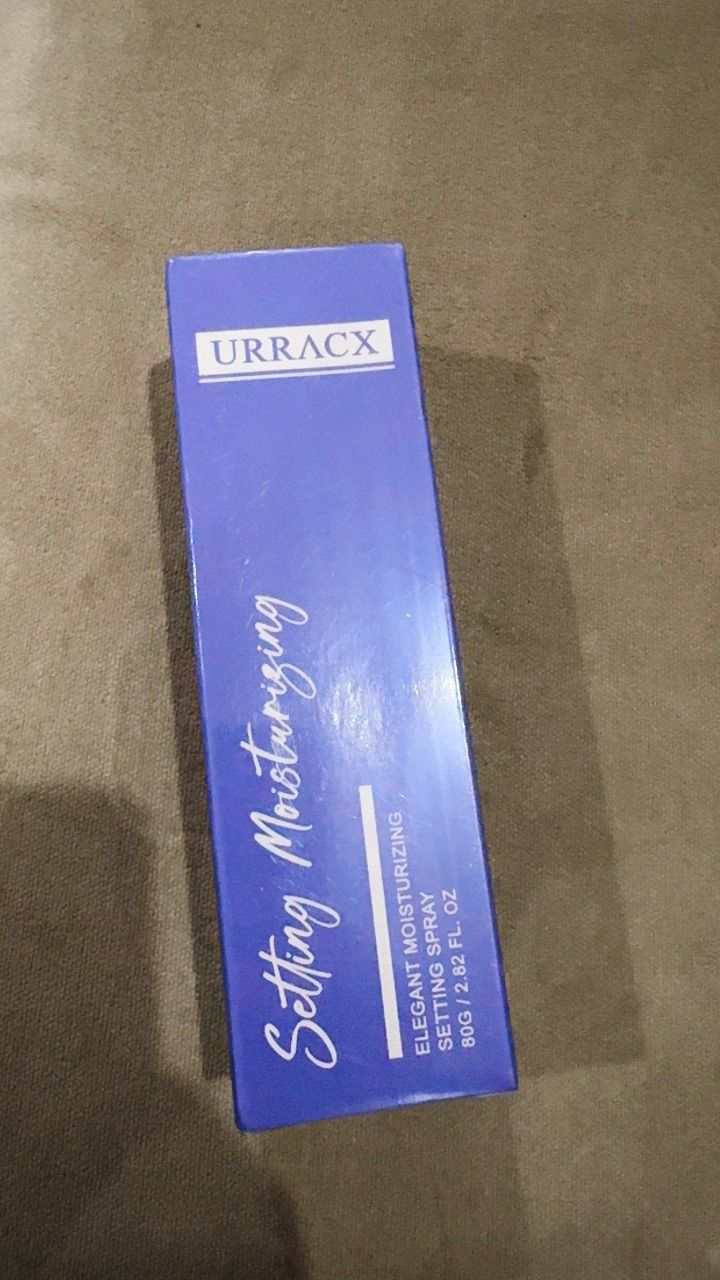 URRACX
Setting Moisturizing
ELEGANT MOISTURIZING
SETTING SPRAY
80G / 2.82 FL. OZ